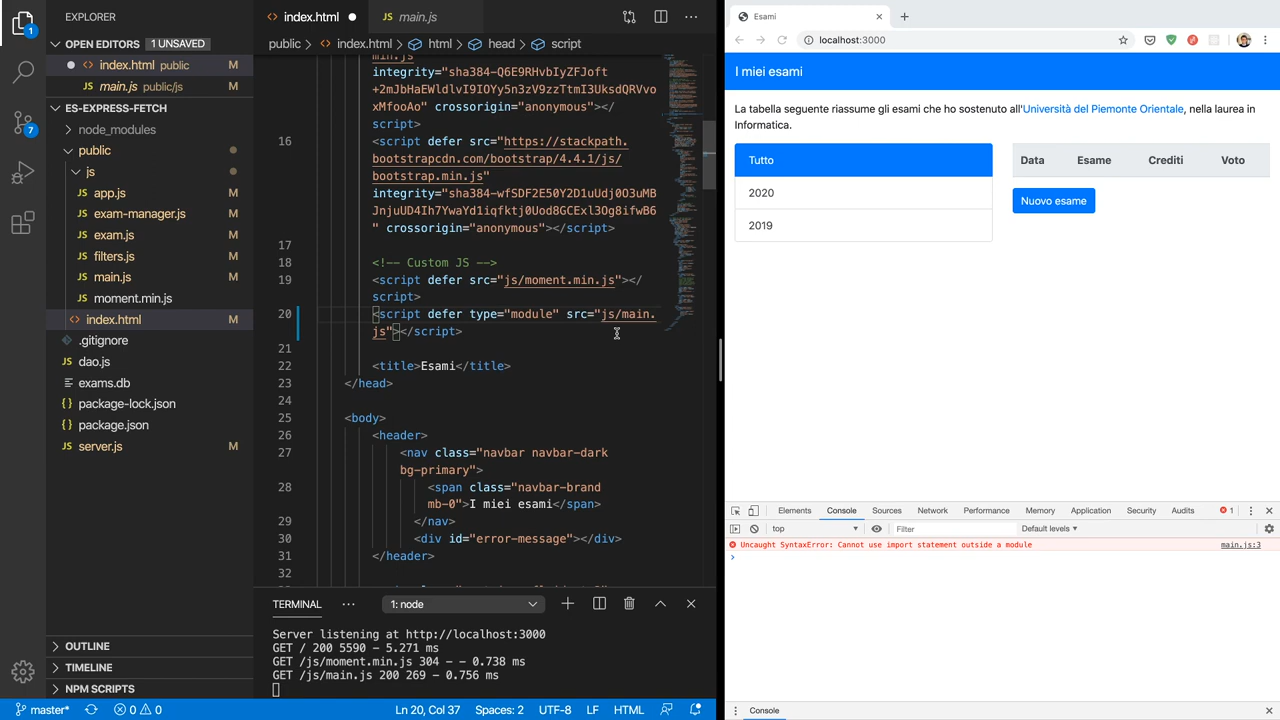 EXPLORER
OPEN EDITORS 1 UNSAVED
index.html public M
main.js public/js M
ES-EXPRESS-FETCH
node_modules
public
js
app.js
exam-manager.js M
exam.js M
filters.js M
main.js M
moment.min.js
index.html M
.gitignore
dao.js
exams.db
package-lock.json
package.json
server.js M
OUTLINE
TIMELINE
NPM SCRIPTS
1
7
index.html
main.js
public > index.html > html > head > script
min.js"
integrity="sha384-Q6E9RHvbIyZFJoft
+2mJbHaEWldlvI9IOYy5n3zV9zzTtmI3UksdQRVvo
xMfooAo" crossorigin="anonymous"></
script>
16 <script defer src="https://stackpath.
bootstrapcdn.com/bootstrap/4.4.1/js/
bootstrap.min.js"
integrity="sha384-wfSDF2E50Y2D1uUdj0O3uMB
JnjuUD4Ih7YwaYd1iqfktj0Uod8GCExl3Og8ifwB6
" crossorigin="anonymous"></script>
17
18 <!-- Custom JS -->
19 <script defer src="js/moment.min.js"></
script>
20 <script defer type="module" src="js/main.
js"></script>
21
22 <title>Esami</title>
23 </head>
24
25 <body>
26 <header>
27 <nav class="navbar navbar-dark
bg-primary">
28 <span class="navbar-brand
mb-0">I miei esami</span>
29 </nav>
30 <div id="error-message"></div>
31 </header>
32
TERMINAL
1: node
Server listening at http://localhost:3000
GET / 200 5590 - 5.271 ms
GET /js/moment.min.js 304 - - 0.738 ms
GET /js/main.js 200 269 - 0.756 ms
master* 0 0 Ln 20, Col 37 Spaces: 2 UTF-8 LF HTML
Esami
localhost:3000
I miei esami
La tabella seguente riassume gli esami che ho sostenuto all'Università del Piemonte Orientale, nella laurea in
Informatica.
Tutto
2020
2019
Data Esame Crediti Voto
Nuovo esame
Elements Console Sources Network Performance Memory Application Security Audits 1
top Filter Default levels
Uncaught SyntaxError: Cannot use import statement outside a module main.js:3
Console